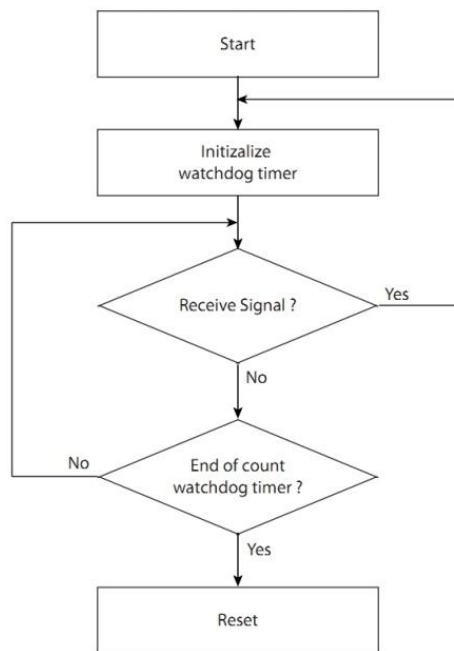 Start
Initizalize
watchdog timer
Receive Signal ?
Yes
No
No
End of count
watchdog timer ?
Yes
Reset